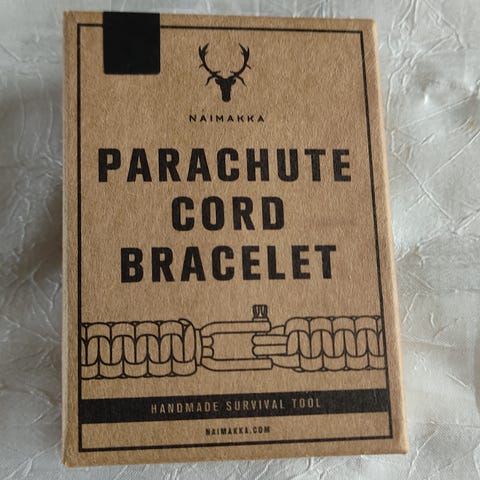 NAIMAKKA
PARACHUTE
CORD
BRACELET
HANDMADE SURVIVAL TOOL
NAIMAKKA.COM